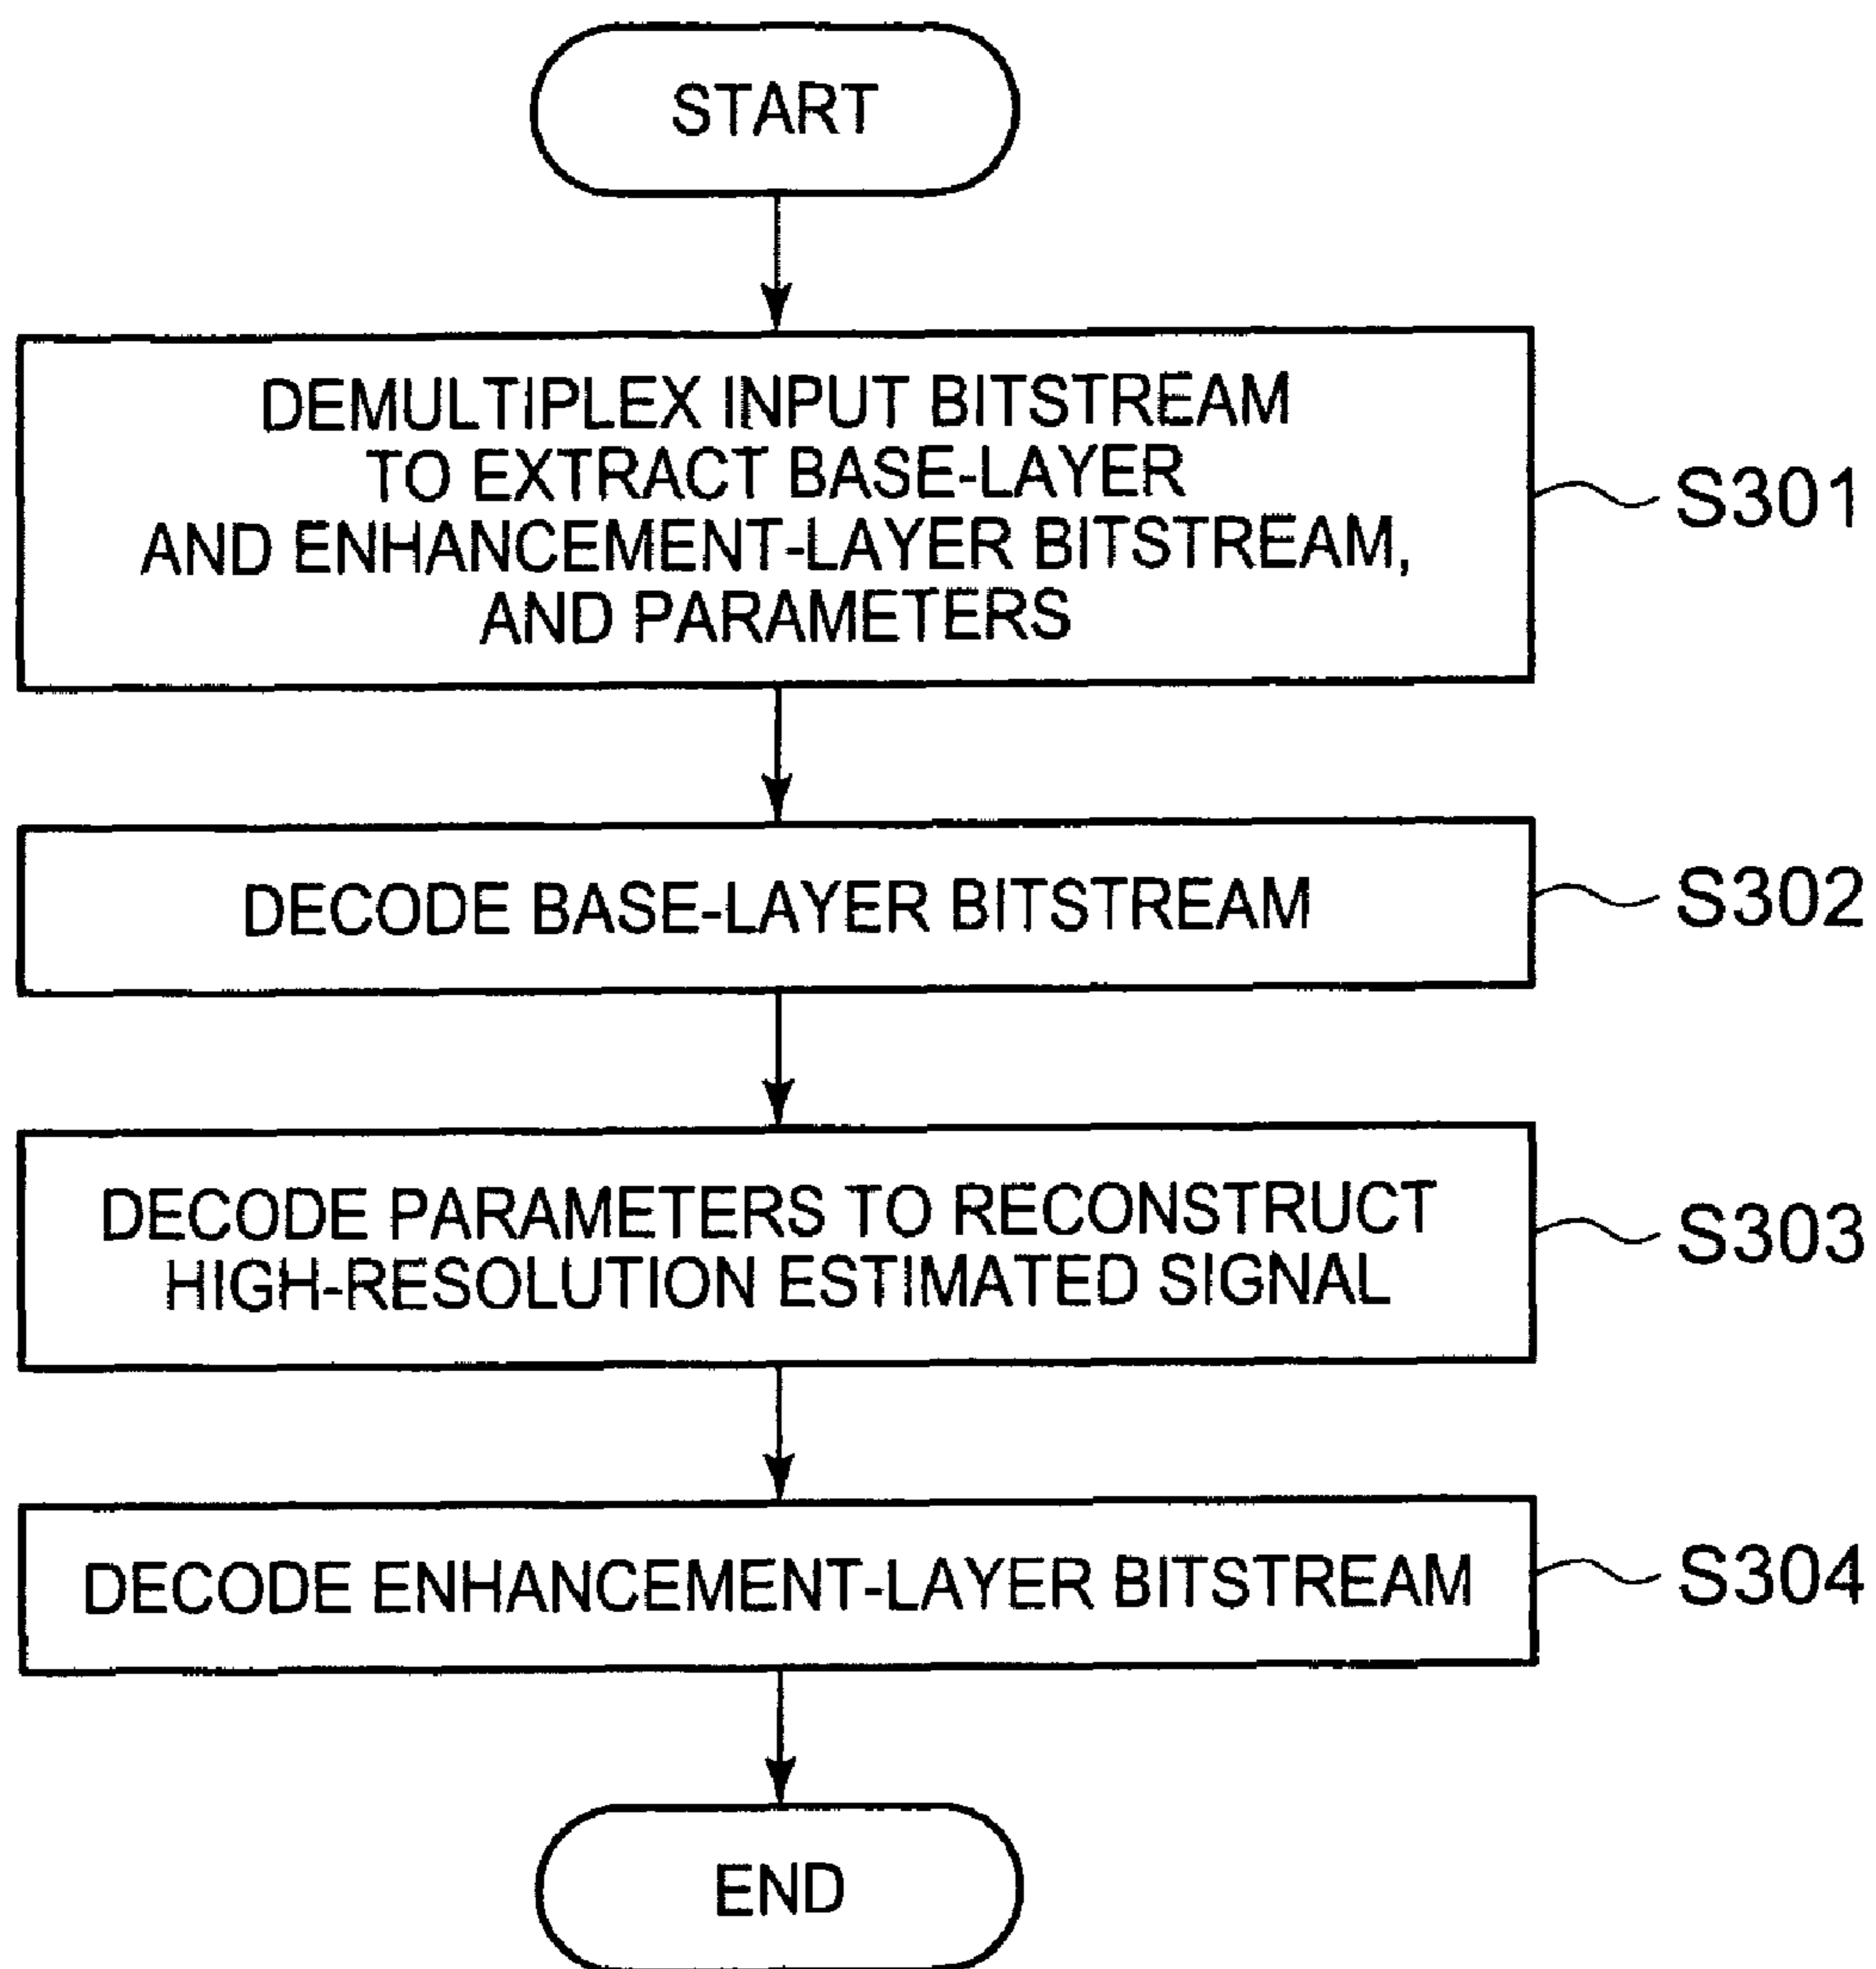 START
DEMULTIPLEX INPUT BITSTREAM
TO EXTRACT BASE-LAYER
AND ENHANCEMENT-LAYER BITSTREAM,
AND PARAMETERS
S301
DECODE BASE-LAYER BITSTREAM
S302
DECODE PARAMETERS TO RECONSTRUCT
HIGH-RESOLUTION ESTIMATED SIGNAL
S303
DECODE ENHANCEMENT-LAYER BITSTREAM
S304
END